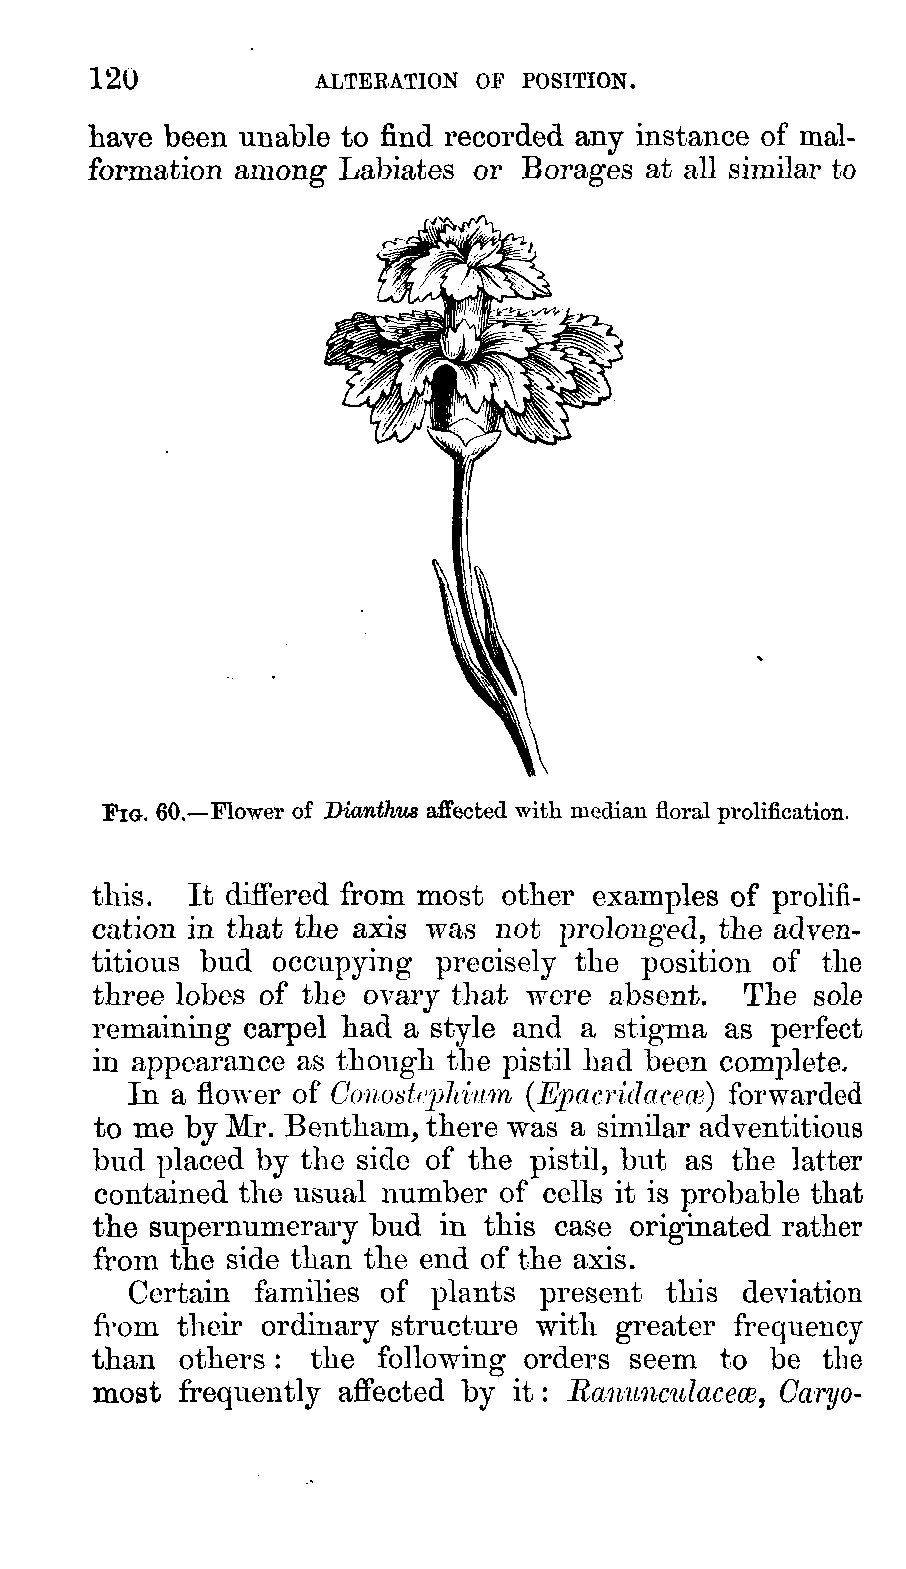 120 ALTERATION OF POSITION.
have been unable to find recorded any instance of mal-
formation among Labiates or Borages at all similar to
FIG. 60.—Flower of Dianthus affected with median floral prolification.
this. It differed from most other examples of prolifi-
cation in that the axis was not prolonged, the adven-
titious bud occupying precisely the position of the
three lobes of the ovary that were absent. The sole
remaining carpel had a style and a stigma as perfect
in appearance as though the pistil had been complete.
In a flower of Conostephium (Epacridaceæ) forwarded
to me by Mr. Bentham, there was a similar adventitious
bud placed by the side of the pistil, but as the latter
contained the usual number of cells it is probable that
the supernumerary bud in this case originated rather
from the side than the end of the axis.
Certain families of plants present this deviation
from their ordinary structure with greater frequency
than others: the following orders seem to be the
most frequently affected by it: Ranunculaceæ, Caryo-